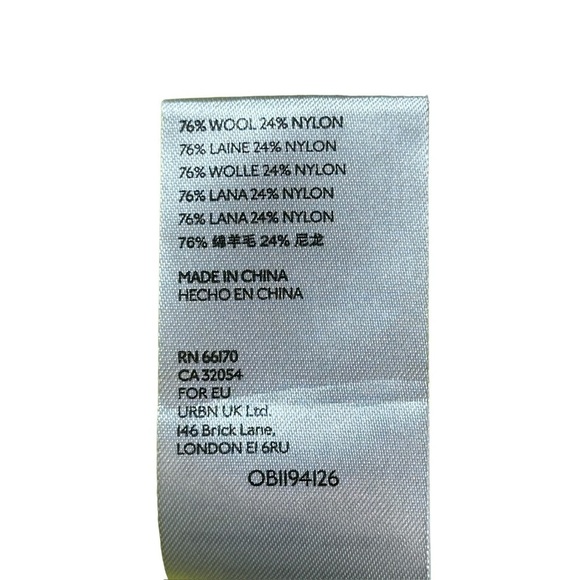 76% WOOL 24% NYLON
76% LAINE 24% NYLON
76% WOLLE 24% NYLON
76% LANA 24% NYLON
76% LANA 24% NYLON
76% 绵羊毛 24% 尼龙
MADE IN CHINA
HECHO EN CHINA
RN 66170
CA 32054
FOR EU
URBN UK Ltd.
146 Brick Lane,
LONDON E1 6RU
OB1194126